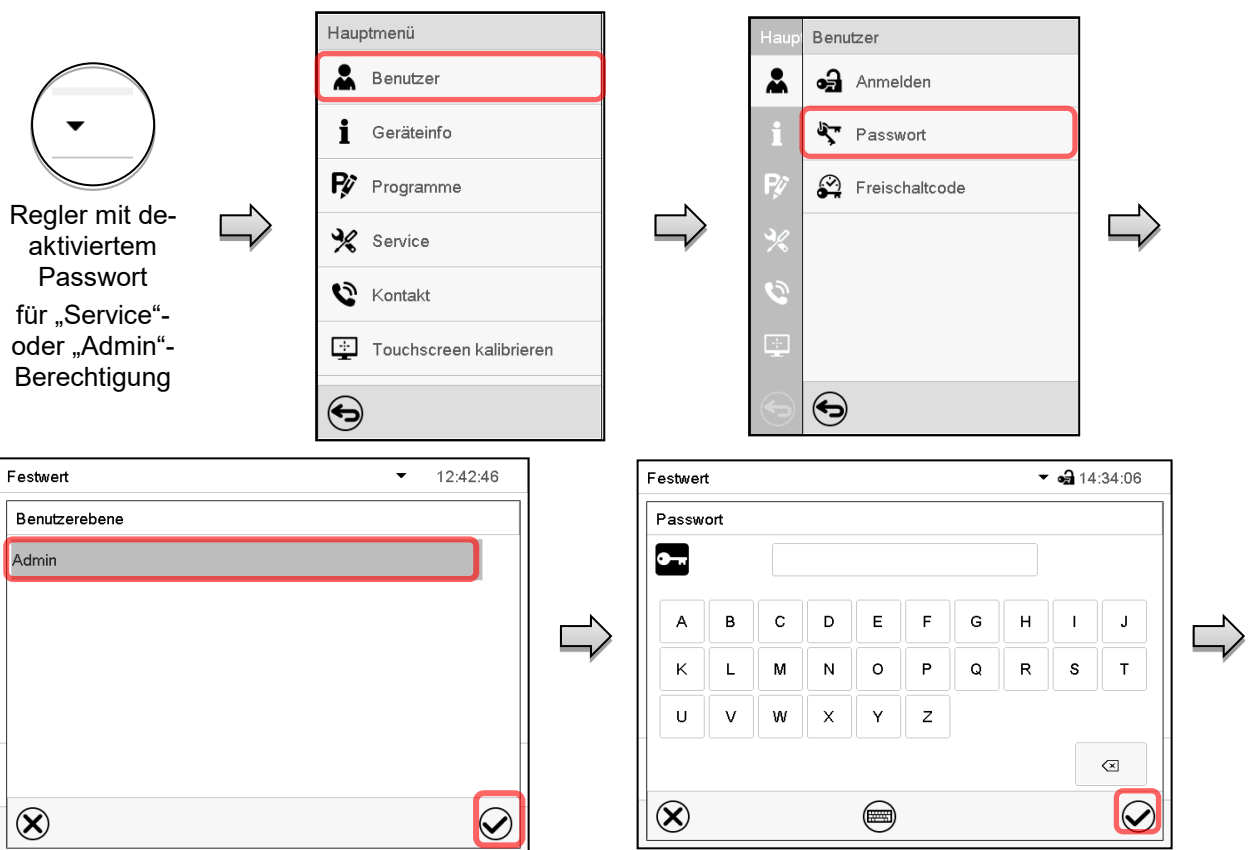 Regler mit de-
aktiviertem
Passwort
für „Service“-
oder „Admin“-
Berechtigung
Hauptmenü
Benutzer
Geräteinfo
Programme
Service
Kontakt
Touchscreen kalibrieren
Haup
Benutzer
Anmelden
Passwort
Freischaltcode
Festwert 12:42:46
Benutzerebene
Admin
Festwert 14:34:06
Passwort
A B C D E F G H I J
K L M N O P Q R S T
U V W X Y Z